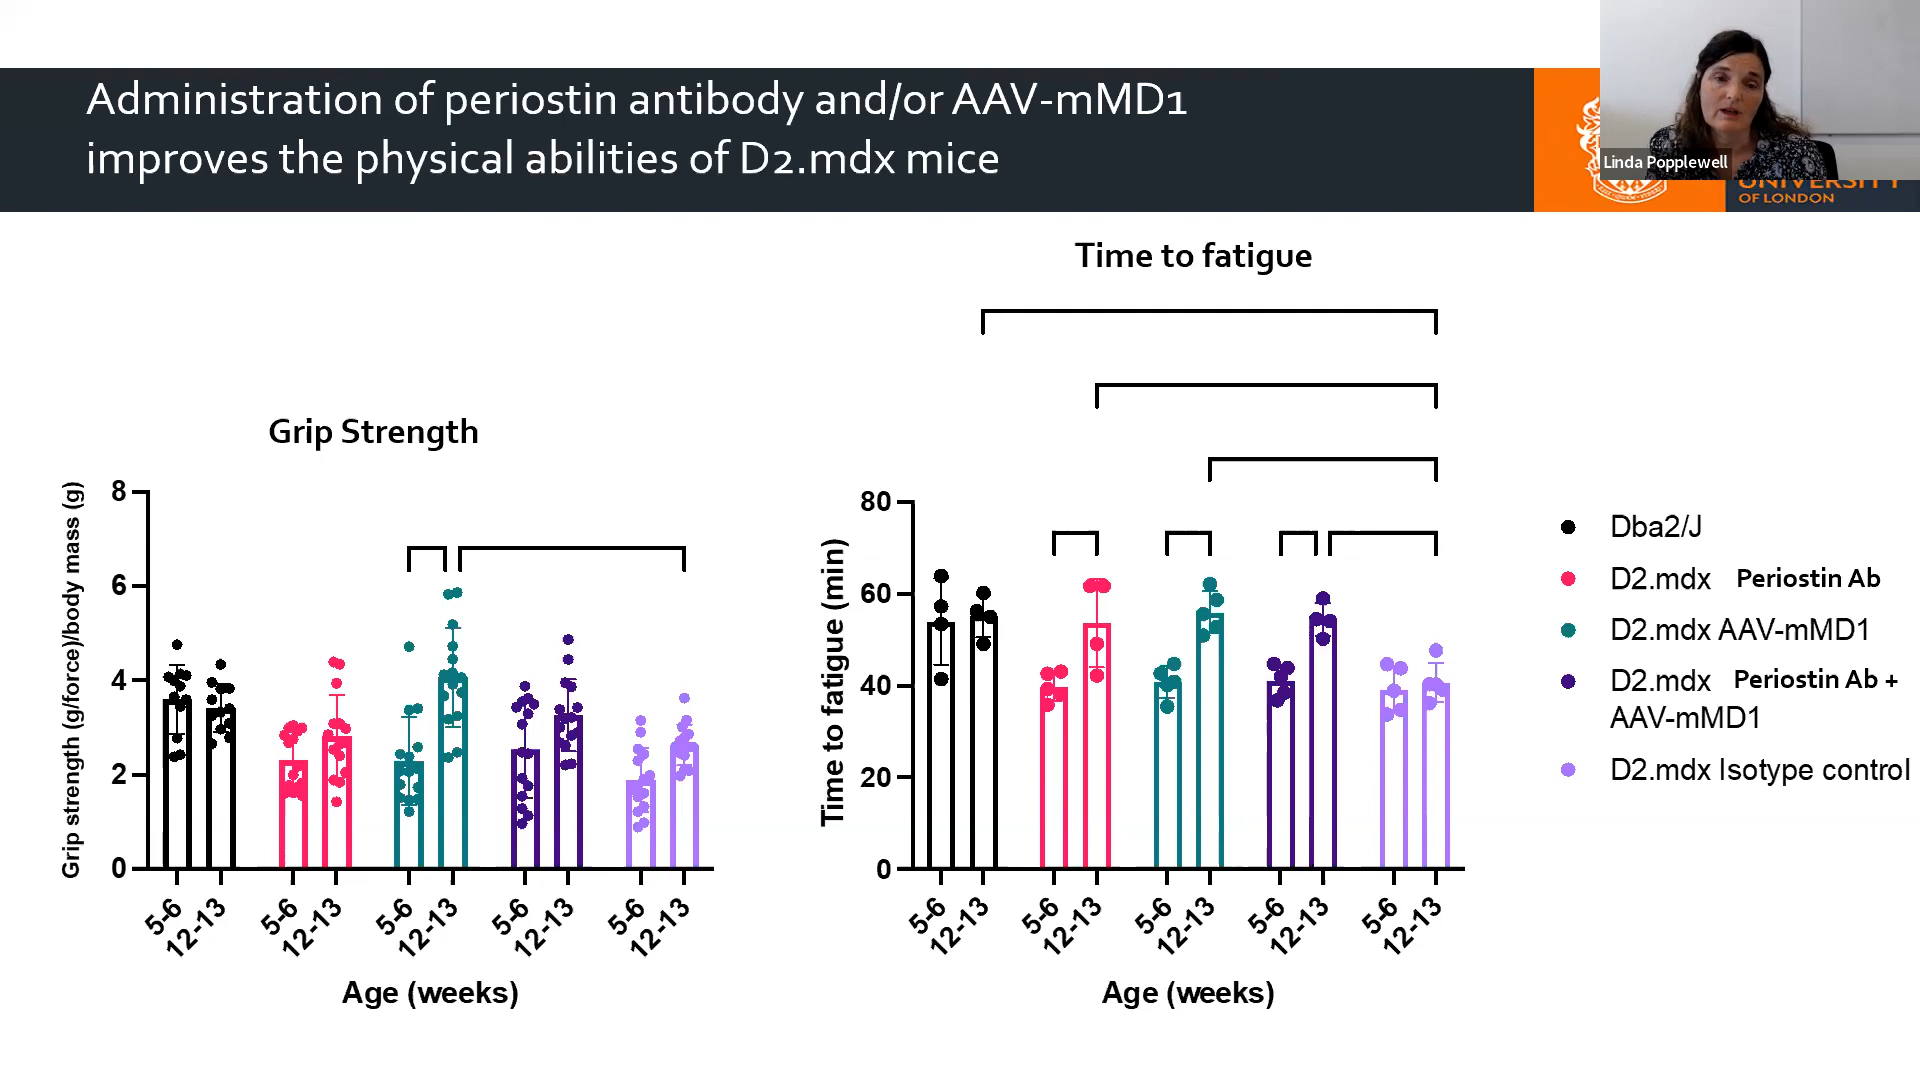 Administration of periostin antibody and/or AAV-mMD1
improves the physical abilities of D2.mdx mice
Linda Popplewell
UNIVERSITY
OF LONDON
Time to fatigue
Grip Strength
Grip strength (g/force)/body mass (g)
8
6
4
2
0
5-6
12-13
5-6
12-13
5-6
12-13
5-6
12-13
5-6
12-13
Age (weeks)
Time to fatigue (min)
80
60
40
20
0
5-6
12-13
5-6
12-13
5-6
12-13
5-6
12-13
5-6
12-13
Age (weeks)
Dba2/J
D2.mdx Periostin Ab
D2.mdx AAV-mMD1
D2.mdx Periostin Ab +
AAV-mMD1
D2.mdx Isotype control